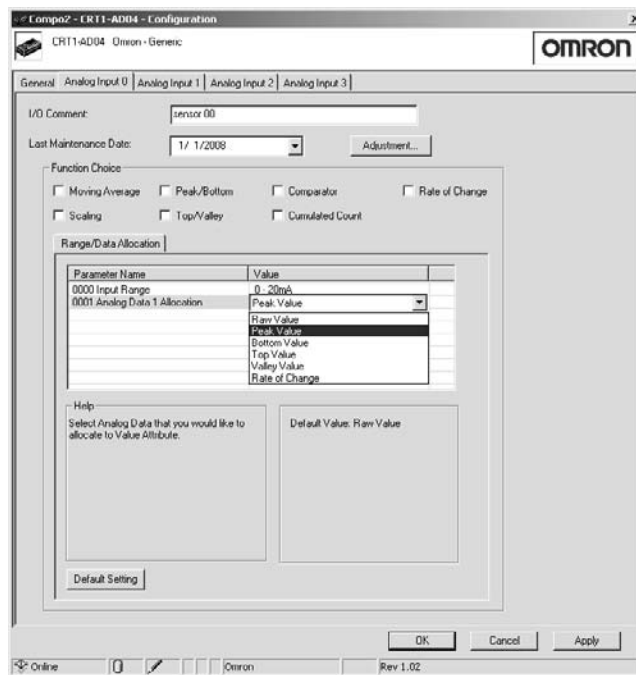 Compo2 - CRT1-AD04 - Configuration
CRT1-AD04 Omron - Generic
OMRON
General Analog Input 0 Analog Input 1 Analog Input 2 Analog Input 3
I/O Comment: sensor 00
Last Maintenance Date: 1/ 1/2008 Adjustment...
Function Choice
Moving Average Peak/Bottom Comparator Rate of Change
Scaling Top/Valley Cumulated Count
Range/Data Allocation
Parameter Name Value
0000 Input Range 0 - 20mA
0001 Analog Data 1 Allocation Peak Value
Raw Value
Peak Value
Bottom Value
Top Value
Valley Value
Rate of Change
Help
Select Analog Data that you would like to
allocate to Value Attribute.
Default Value: Raw Value
Default Setting
OK Cancel Apply
Online Omron Rev 1.02